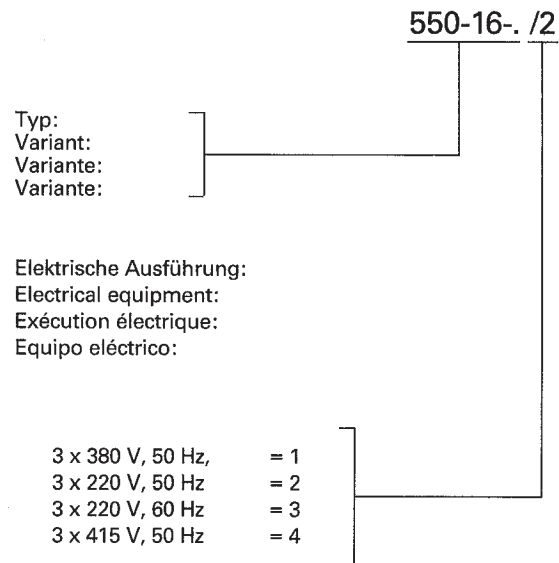 550-16-. /2
Typ:
Variant:
Variante:
Variante:
Elektrische Ausführung:
Electrical equipment:
Exécution électrique:
Equipo eléctrico:
3 x 380 V, 50 Hz, = 1
3 x 220 V, 50 Hz = 2
3 x 220 V, 60 Hz = 3
3 x 415 V, 50 Hz = 4